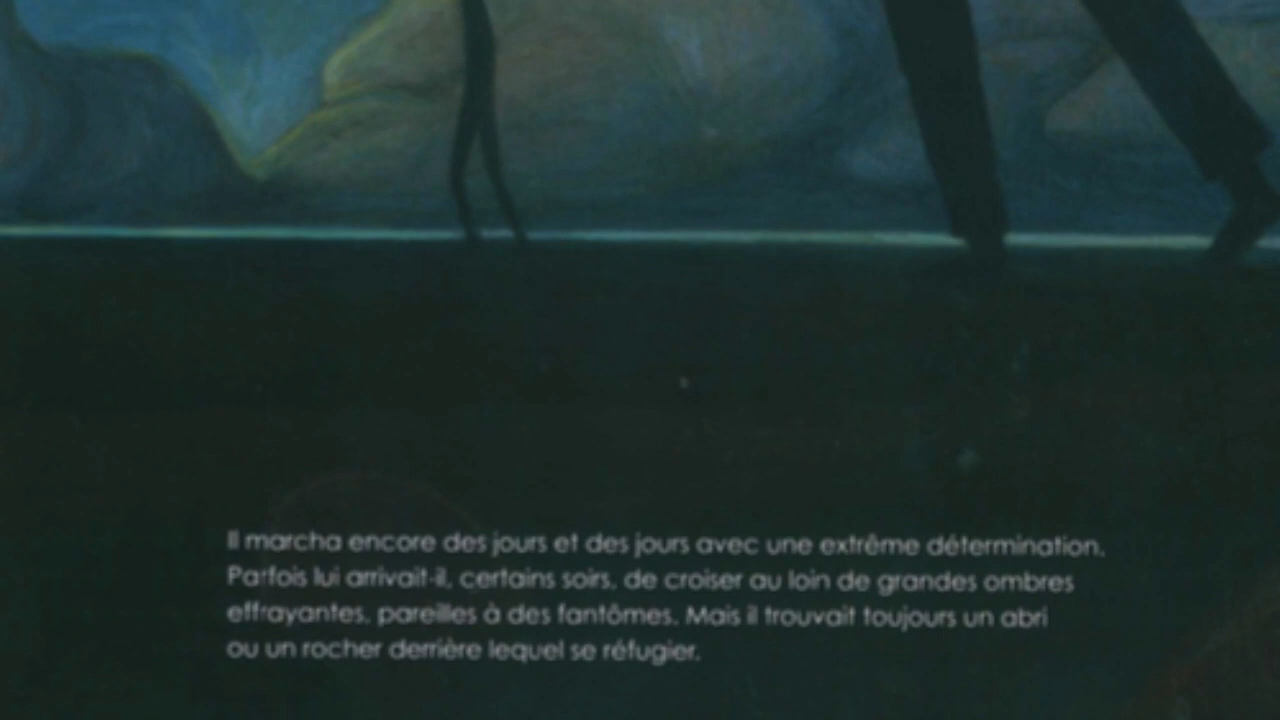 Il marcha encore des jours et des jours avec une extrême détermination.
Parfois lui arrivait-il, certains soirs, de croiser au loin de grandes ombres
effrayantes, pareilles à des fantômes. Mais il trouvait toujours un abri
ou un rocher derrière lequel se réfugier.